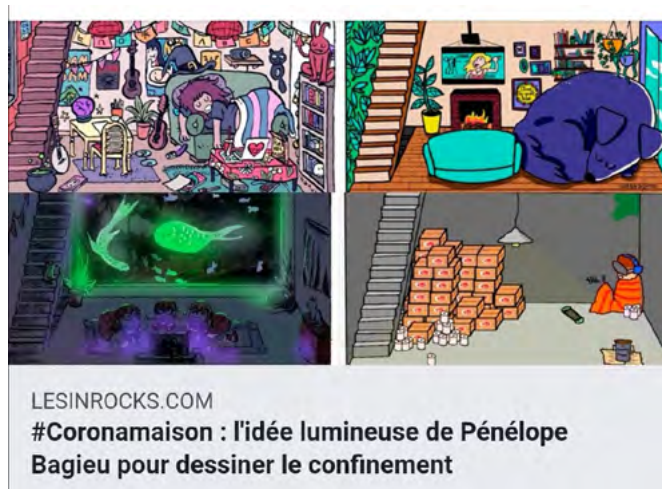 LESINROCKS.COM
#Coronamaison : l'idée lumineuse de Pénélope
Bagieu pour dessiner le confinement